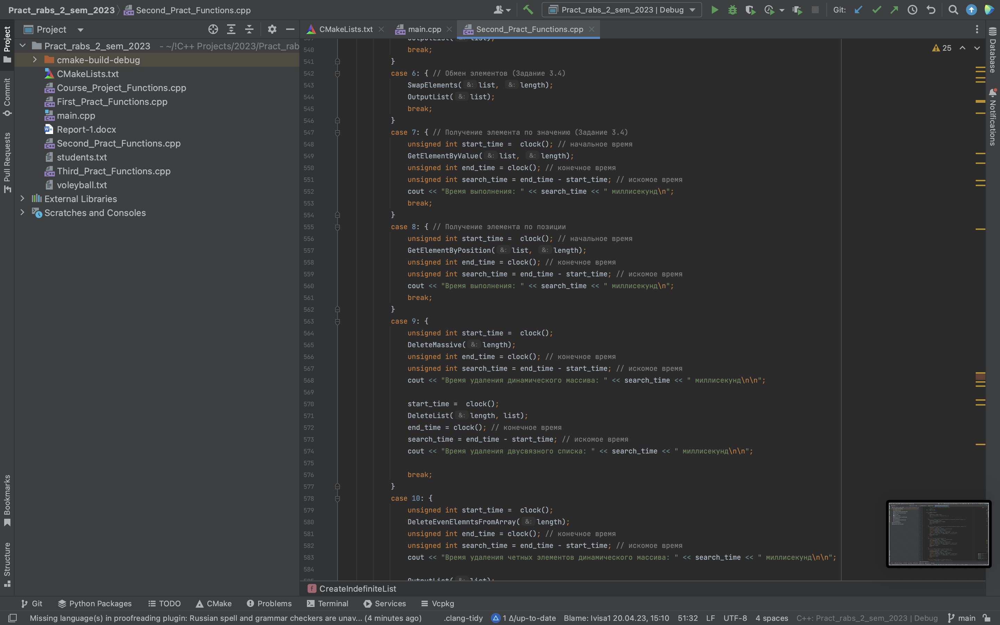 Pract_rabs_2_sem_2023 Second_Pract_Functions.cpp
Pract_rabs_2_sem_2023 | Debug
Git:
Project
CMakeLists.txt
main.cpp
Second_Pract_Functions.cpp
Project
Commit
Pull Requests
Bookmarks
Structure
Pract_rabs_2_sem_2023 - ~/!C++ Projects/2023/Pract_rab
cmake-build-debug
CMakeLists.txt
Course_Project_Functions.cpp
First_Pract_Functions.cpp
main.cpp
Report-1.docx
Second_Pract_Functions.cpp
students.txt
Third_Pract_Functions.cpp
voleyball.txt
External Libraries
Scratches and Consoles
25
Database
Notifications
540 break;
541 }
542 case 6: { // Обмен элементов (Задание 3.4)
543 SwapElements( &: list, &: length);
544 OutputList( &: list);
545 break;
546 }
547 case 7: { // Получение элемента по значению (Задание 3.4)
548 unsigned int start_time =  clock(); // начальное время
549 GetElementByValue( &: list, &: length);
550 unsigned int end_time = clock(); // конечное время
551 unsigned int search_time = end_time - start_time; // искомое время
552 cout << "Время выполнения: " << search_time << " миллисекунд\n";
553 break;
554 }
555 case 8: { // Получение элемента по позиции
556 unsigned int start_time =  clock(); // начальное время
557 GetElementByPosition( &: list, &: length);
558 unsigned int end_time = clock(); // конечное время
559 unsigned int search_time = end_time - start_time; // искомое время
560 cout << "Время выполнения: " << search_time << " миллисекунд\n";
561 break;
562 }
563 case 9: {
564 unsigned int start_time =  clock();
565 DeleteMassive( &: length);
566 unsigned int end_time = clock(); // конечное время
567 unsigned int search_time = end_time - start_time; // искомое время
568 cout << "Время удаления динамического массива: " << search_time << " миллисекунд\n\n";
569
570 start_time =  clock();
571 DeleteList( &: length, list);
572 end_time = clock(); // конечное время
573 search_time = end_time - start_time; // искомое время
574 cout << "Время удаления двусвязного списка: " << search_time << " миллисекунд\n\n";
575
576 break;
577 }
578 case 10: {
579 unsigned int start_time =  clock();
580 DeleteEvenElemntsFromArray( &: length);
581 unsigned int end_time = clock(); // конечное время
582 unsigned int search_time = end_time - start_time; // искомое время
583 cout << "Время удаления четных элементов динамического массива: " << search_time << " миллисекунд\n\n";
584
CreateIndefiniteList
Git
Python Packages
TODO
CMake
Problems
Terminal
Services
Vcpkg
Missing language(s) in proofreading plugin: Russian spell and grammar checkers are unav... (4 minutes ago)
.clang-tidy
1 Δ/up-to-date
Blame: Ivisa1 20.04.23, 15:10
51:32
LF
UTF-8
4 spaces
C++: Pract_rabs_2_sem_2023 | Debug
main